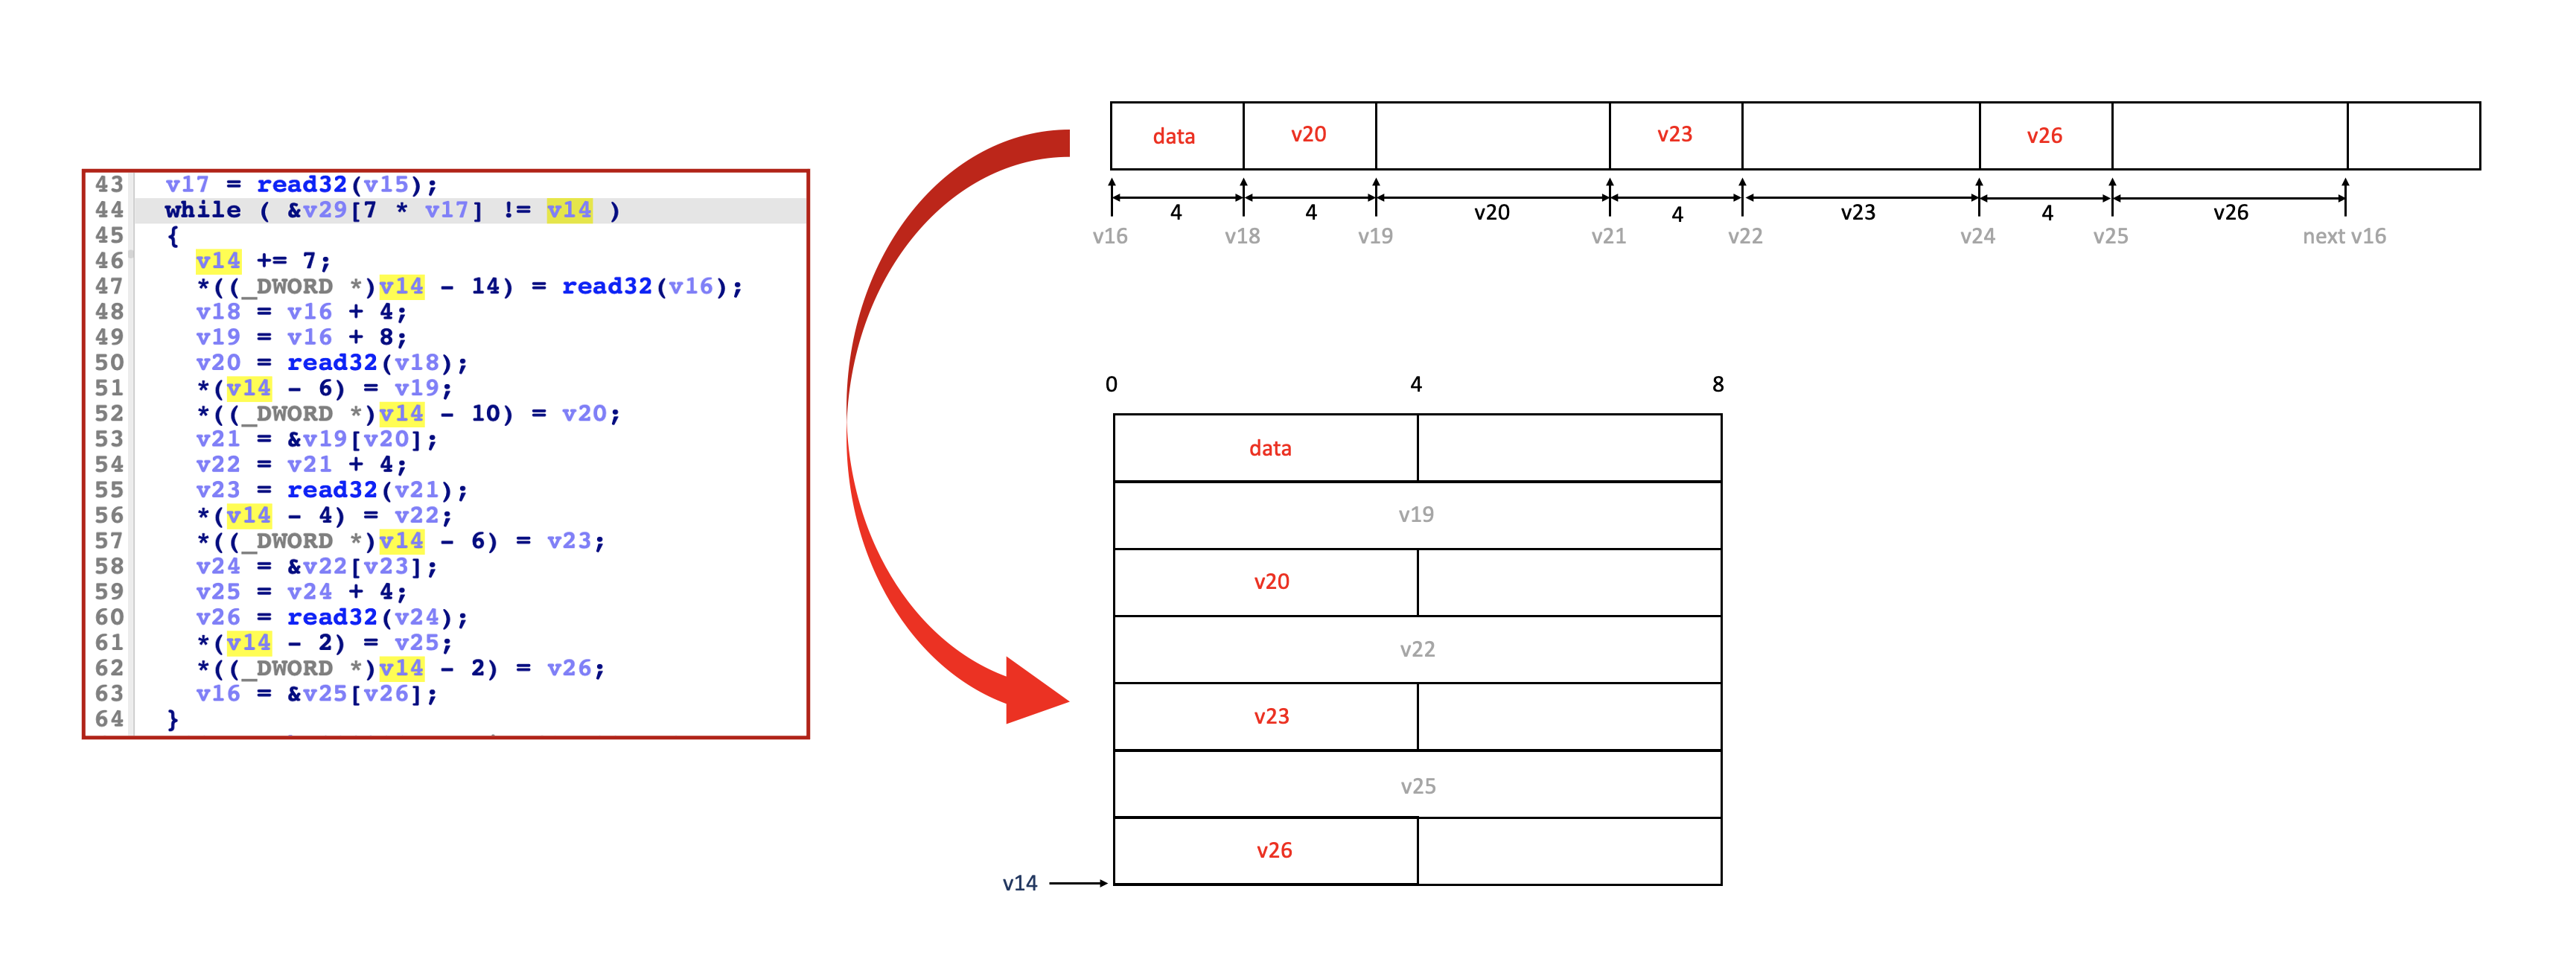 43 v17 = read32(v15);
44 while ( &v29[7 * v17] != v14 )
45 {
46 v14 += 7;
47 *((_DWORD *)v14 - 14) = read32(v16);
48 v18 = v16 + 4;
49 v19 = v16 + 8;
50 v20 = read32(v18);
51 *(v14 - 6) = v19;
52 *((_DWORD *)v14 - 10) = v20;
53 v21 = &v19[v20];
54 v22 = v21 + 4;
55 v23 = read32(v21);
56 *(v14 - 4) = v22;
57 *((_DWORD *)v14 - 6) = v23;
58 v24 = &v22[v23];
59 v25 = v24 + 4;
60 v26 = read32(v24);
61 *(v14 - 2) = v25;
62 *((_DWORD *)v14 - 2) = v26;
63 v16 = &v25[v26];
64 }
data v20 v23 v26
4 4 v20 4 v23 4 v26
v16 v18 v19 v21 v22 v24 v25 next v16
0 4 8
data
v19
v20
v22
v23
v25
v26
v14